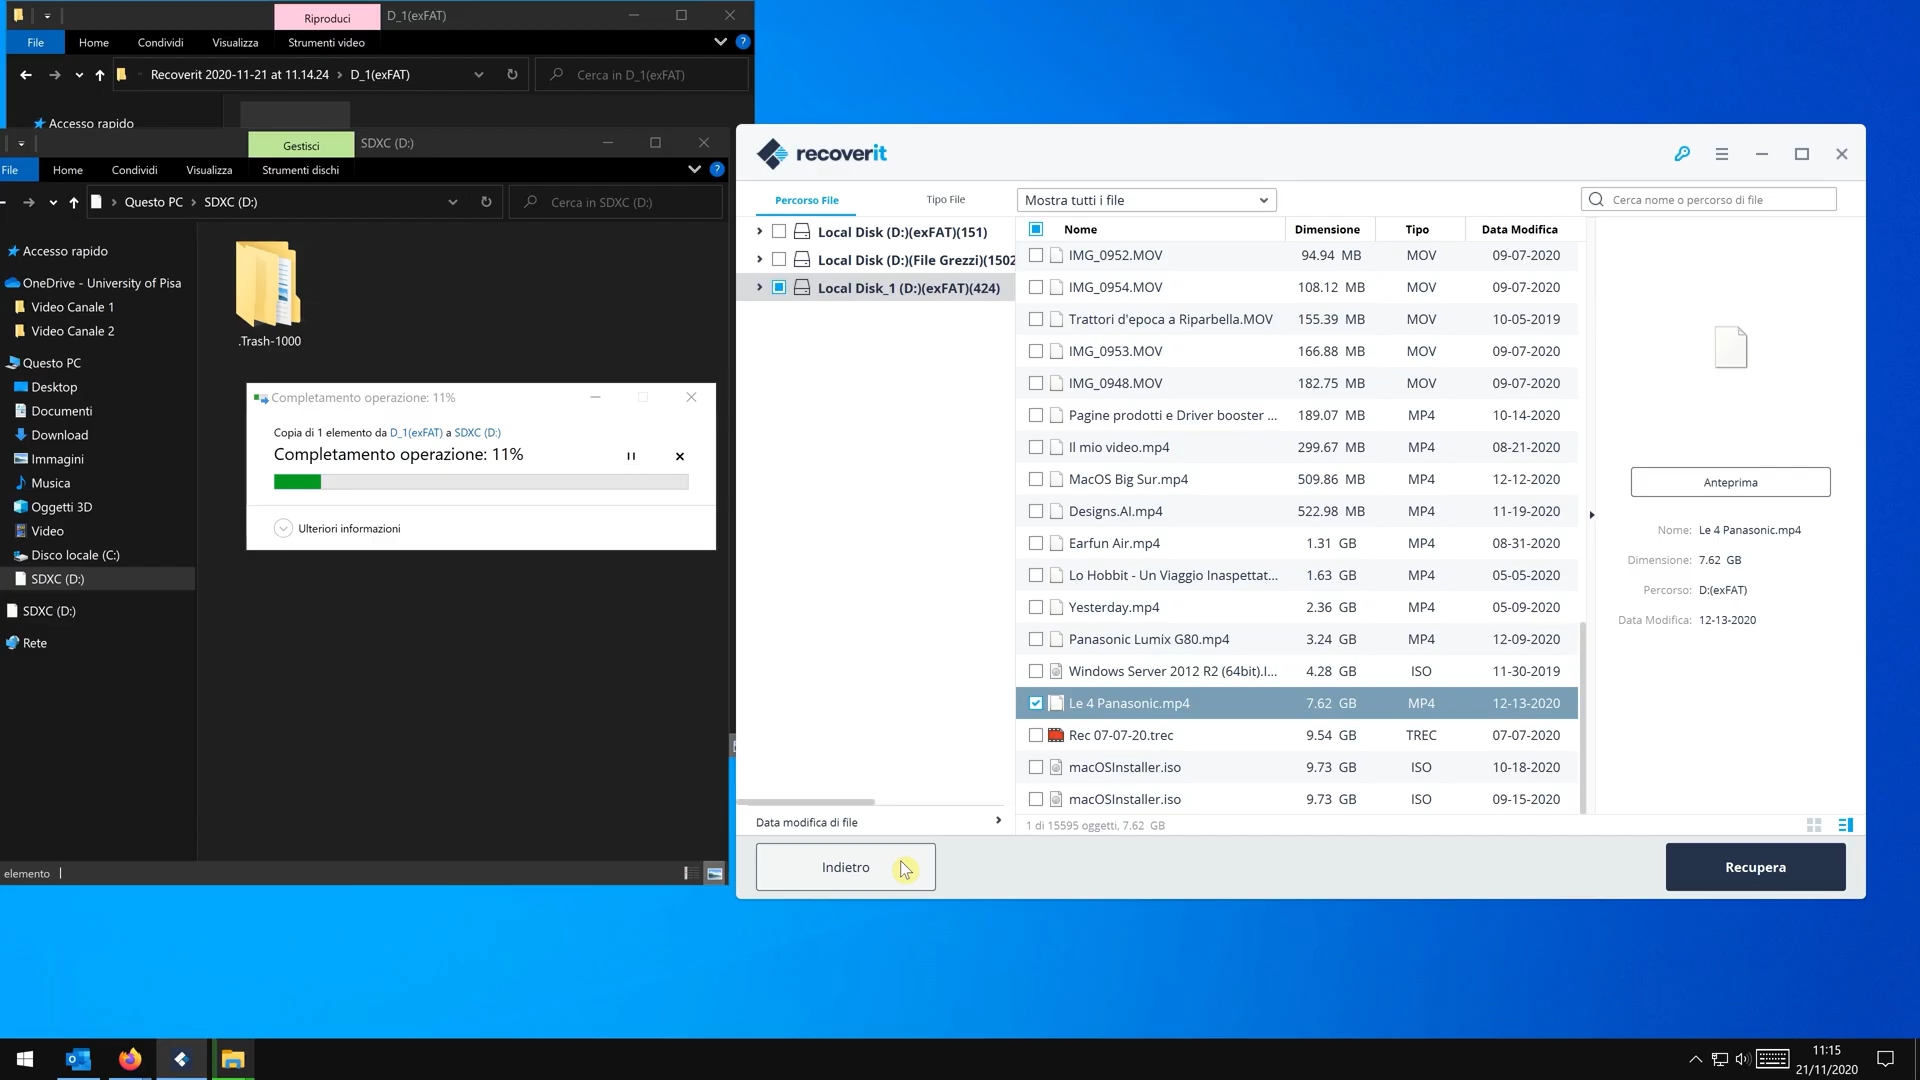 Riproduci
D_1(exFAT)
File
Home
Condividi
Visualizza
Strumenti video
Recoverit 2020-11-21 at 11.14.24 > D_1(exFAT)
Cerca in D_1(exFAT)
Accesso rapido
Gestisci
SDXC (D:)
File
Home
Condividi
Visualizza
Strumenti dischi
Questo PC > SDXC (D:)
Cerca in SDXC (D:)
Accesso rapido
OneDrive - University of Pisa
Video Canale 1
Video Canale 2
Questo PC
Desktop
Documenti
Download
Immagini
Musica
Oggetti 3D
Video
Disco locale (C:)
SDXC (D:)
SDXC (D:)
Rete
.Trash-1000
elemento
Completamento operazione: 11%
Copia di 1 elemento da D_1(exFAT) a SDXC (D:)
Completamento operazione: 11%
Ulteriori informazioni
recoverit
Percorso File
Tipo File
Mostra tutti i file
Cerca nome o percorso di file
Local Disk (D:)(exFAT)(151)
Local Disk (D:)(File Grezzi)(1502
Local Disk_1 (D:)(exFAT)(424)
Data modifica di file
Nome Dimensione Tipo Data Modifica
IMG_0952.MOV 94.94 MB MOV 09-07-2020
IMG_0954.MOV 108.12 MB MOV 09-07-2020
Trattori d'epoca a Riparbella.MOV 155.39 MB MOV 10-05-2019
IMG_0953.MOV 166.88 MB MOV 09-07-2020
IMG_0948.MOV 182.75 MB MOV 09-07-2020
Pagine prodotti e Driver booster ... 189.07 MB MP4 10-14-2020
Il mio video.mp4 299.67 MB MP4 08-21-2020
MacOS Big Sur.mp4 509.86 MB MP4 12-12-2020
Designs.AI.mp4 522.98 MB MP4 11-19-2020
Earfun Air.mp4 1.31 GB MP4 08-31-2020
Lo Hobbit - Un Viaggio Inaspettat... 1.63 GB MP4 05-05-2020
Yesterday.mp4 2.36 GB MP4 05-09-2020
Panasonic Lumix G80.mp4 3.24 GB MP4 12-09-2020
Windows Server 2012 R2 (64bit).I... 4.28 GB ISO 11-30-2019
Le 4 Panasonic.mp4 7.62 GB MP4 12-13-2020
Rec 07-07-20.trec 9.54 GB TREC 07-07-2020
macOSInstaller.iso 9.73 GB ISO 10-18-2020
macOSInstaller.iso 9.73 GB ISO 09-15-2020
1 di 15595 oggetti, 7.62 GB
Anteprima
Nome: Le 4 Panasonic.mp4
Dimensione: 7.62 GB
Percorso: D:(exFAT)
Data Modifica: 12-13-2020
Indietro
Recupera
11:15
21/11/2020